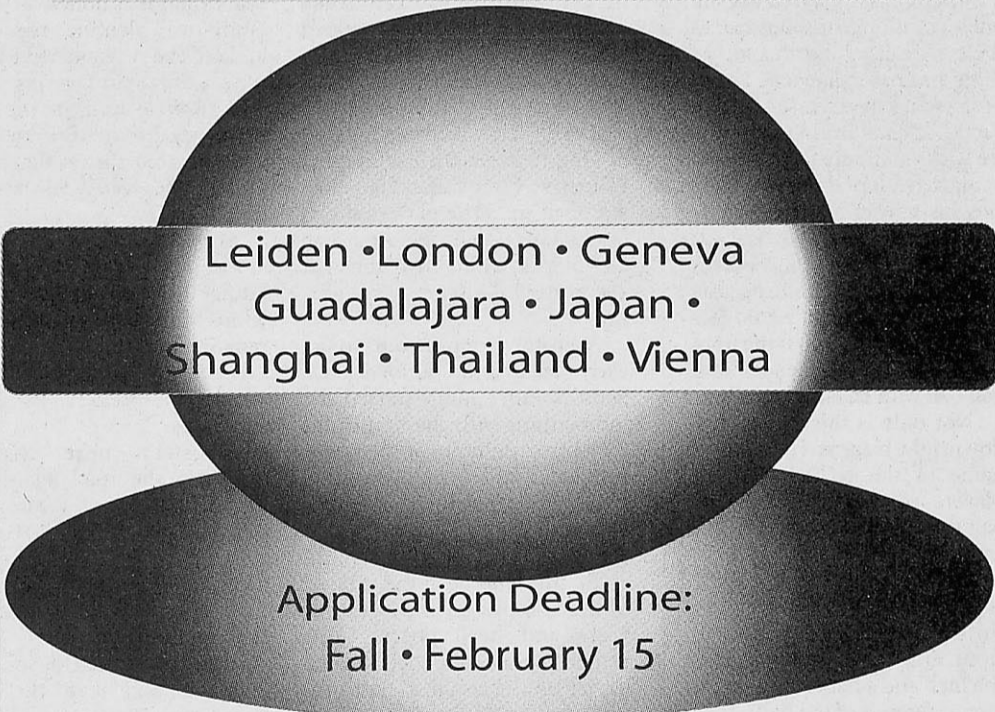 Leiden •London • Geneva
Guadalajara • Japan •
Shanghai • Thailand • Vienna
Application Deadline:
Fall • February 15